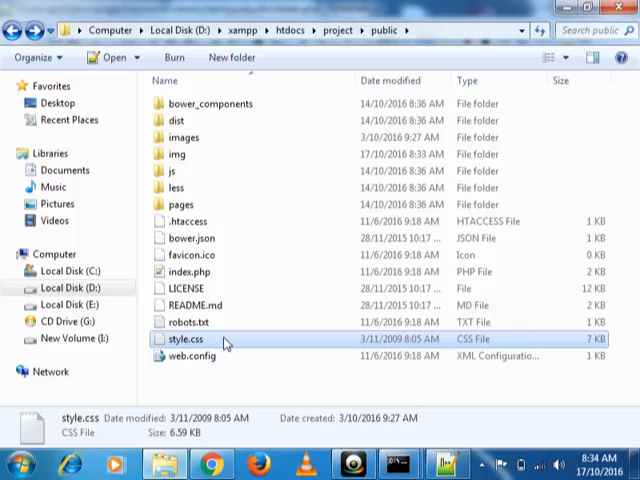 Computer ▸ Local Disk (D:) ▸ xampp ▸ htdocs ▸ project ▸ public ▸
Search public
Organize
Open
Burn
New folder
Name Date modified Type Size
Favorites
Desktop
Recent Places
Libraries
Documents
Music
Pictures
Videos
Computer
Local Disk (C:)
Local Disk (D:)
Local Disk (E:)
CD Drive (G:)
New Volume (I:)
Network
bower_components 14/10/2016 8:36 AM File folder
dist 14/10/2016 8:36 AM File folder
images 3/10/2016 9:27 AM File folder
img 17/10/2016 8:33 AM File folder
js 14/10/2016 8:36 AM File folder
less 14/10/2016 8:36 AM File folder
pages 14/10/2016 8:36 AM File folder
.htaccess 11/6/2016 9:18 AM HTACCESS File 1 KB
bower.json 28/11/2015 10:17 ... JSON File 1 KB
favicon.ico 11/6/2016 9:18 AM Icon 0 KB
index.php 11/6/2016 9:18 AM PHP File 2 KB
LICENSE 28/11/2015 10:17 ... File 12 KB
README.md 28/11/2015 10:17 ... MD File 2 KB
robots.txt 11/6/2016 9:18 AM TXT File 1 KB
style.css 3/11/2009 8:05 AM CSS File 7 KB
web.config 11/6/2016 9:18 AM XML Configuratio... 1 KB
style.css Date modified: 3/11/2009 8:05 AM Date created: 3/10/2016 9:27 AM
CSS File Size: 6.59 KB
8:34 AM
17/10/2016